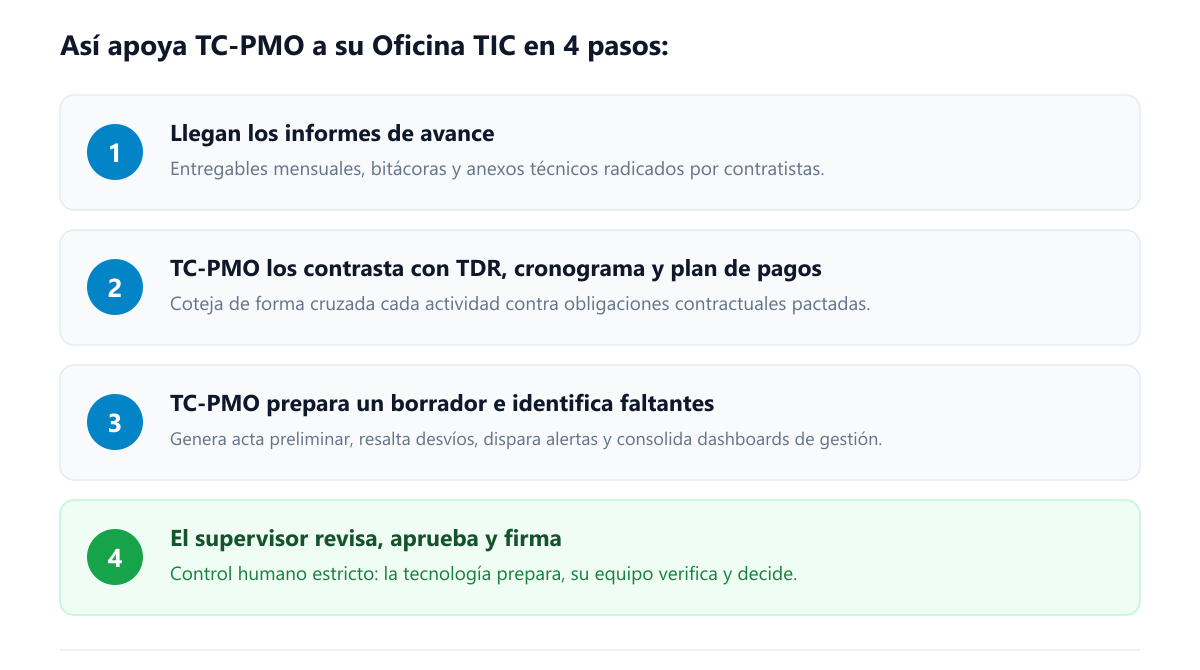 Así apoya TC-PMO a su Oficina TIC en 4 pasos:
1
Llegan los informes de avance
Entregables mensuales, bitácoras y anexos técnicos radicados por contratistas.
2
TC-PMO los contrasta con TDR, cronograma y plan de pagos
Coteja de forma cruzada cada actividad contra obligaciones contractuales pactadas.
3
TC-PMO prepara un borrador e identifica faltantes
Genera acta preliminar, resalta desvíos, dispara alertas y consolida dashboards de gestión.
4
El supervisor revisa, aprueba y firma
Control humano estricto: la tecnología prepara, su equipo verifica y decide.